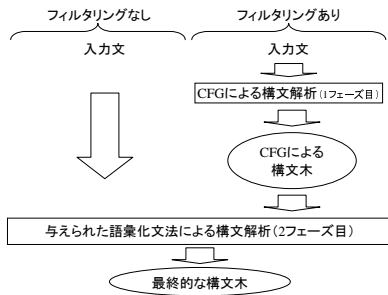 フィルタリングなし
フィルタリングあり
入力文
入力文
CFGによる構文解析(1フェーズ目)
CFGによる
構文木
与えられた語彙化文法による構文解析(2フェーズ目)
最終的な構文木